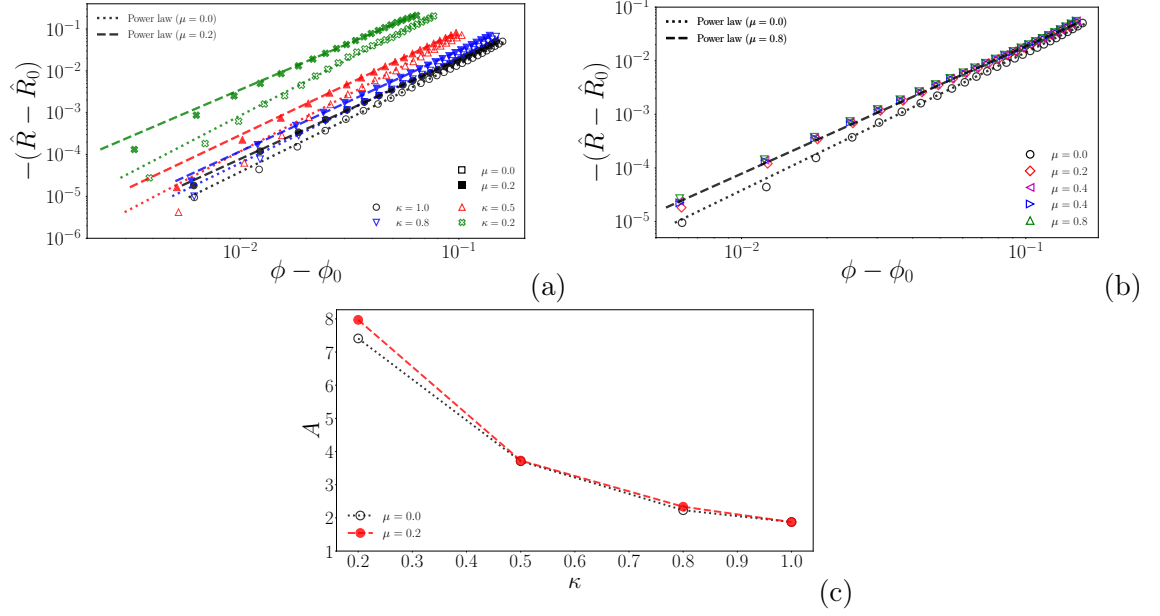 Power law (μ = 0.0)
Power law (μ = 0.2)
μ = 0.0
μ = 0.2
κ = 1.0
κ = 0.5
κ = 0.8
κ = 0.2
10⁻¹
10⁻²
10⁻³
10⁻⁴
10⁻⁵
10⁻⁶
−(R̂ − R̂₀)
10⁻²
10⁻¹
ϕ − ϕ₀
(a)
Power law (μ = 0.0)
Power law (μ = 0.8)
μ = 0.0
μ = 0.2
μ = 0.4
μ = 0.4
μ = 0.8
10⁻¹
10⁻²
10⁻³
10⁻⁴
10⁻⁵
−(R̂ − R̂₀)
10⁻²
10⁻¹
ϕ − ϕ₀
(b)
8
7
6
5
4
3
2
1
A
μ = 0.0
μ = 0.2
0.2 0.3 0.4 0.5 0.6 0.7 0.8 0.9 1.0
κ
(c)